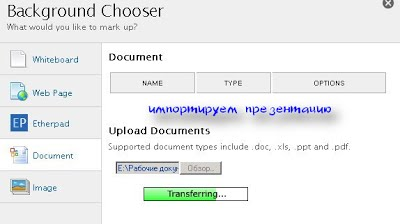 Background Chooser
What would you like to mark up?
Whiteboard
Web Page
EP Etherpad
Document
Image
Document
NAME TYPE OPTIONS
импортируем презентацию
Upload Documents
Supported document types include .doc, .xls, .ppt and .pdf.
E:\Рабочие докум Обзор...
Transferring...